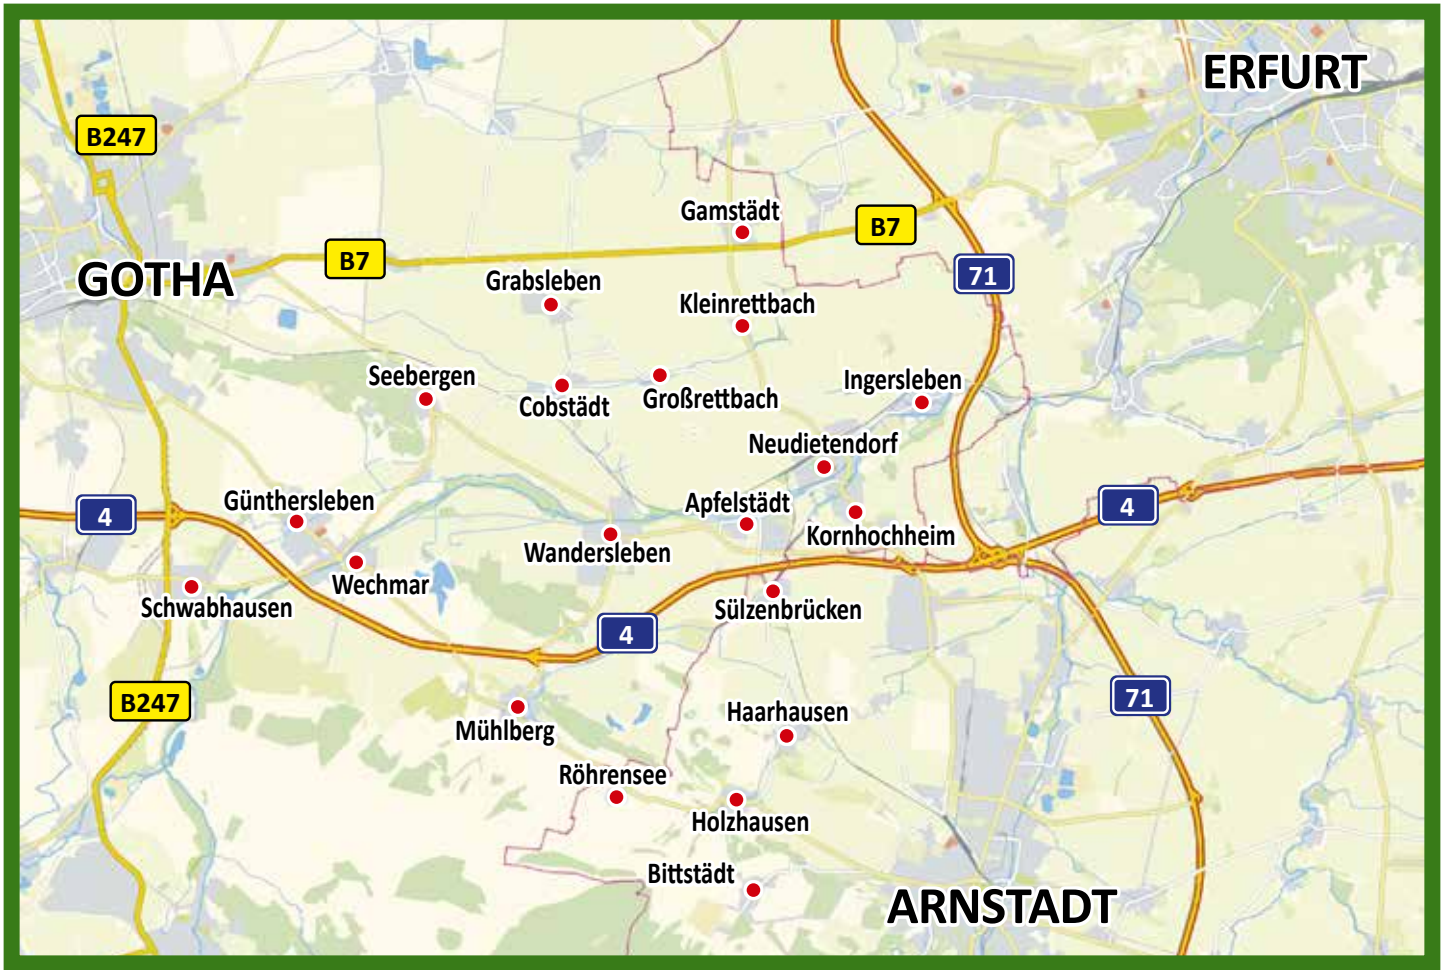 ERFURT
B247
Gamstädt
B7
B7
71
GOTHA
Grabsleben
Kleinrettbach
Seebergen
Cobstädt
Großrettbach
Ingersleben
Neudietendorf
Günthersleben
4
Apfelstädt
4
Kornhochheim
Wandersleben
Wechmar
Schwabhausen
Sülzenbrücken
4
B247
71
Mühlberg
Haarhausen
Röhrensee
Holzhausen
Bittstädt
ARNSTADT